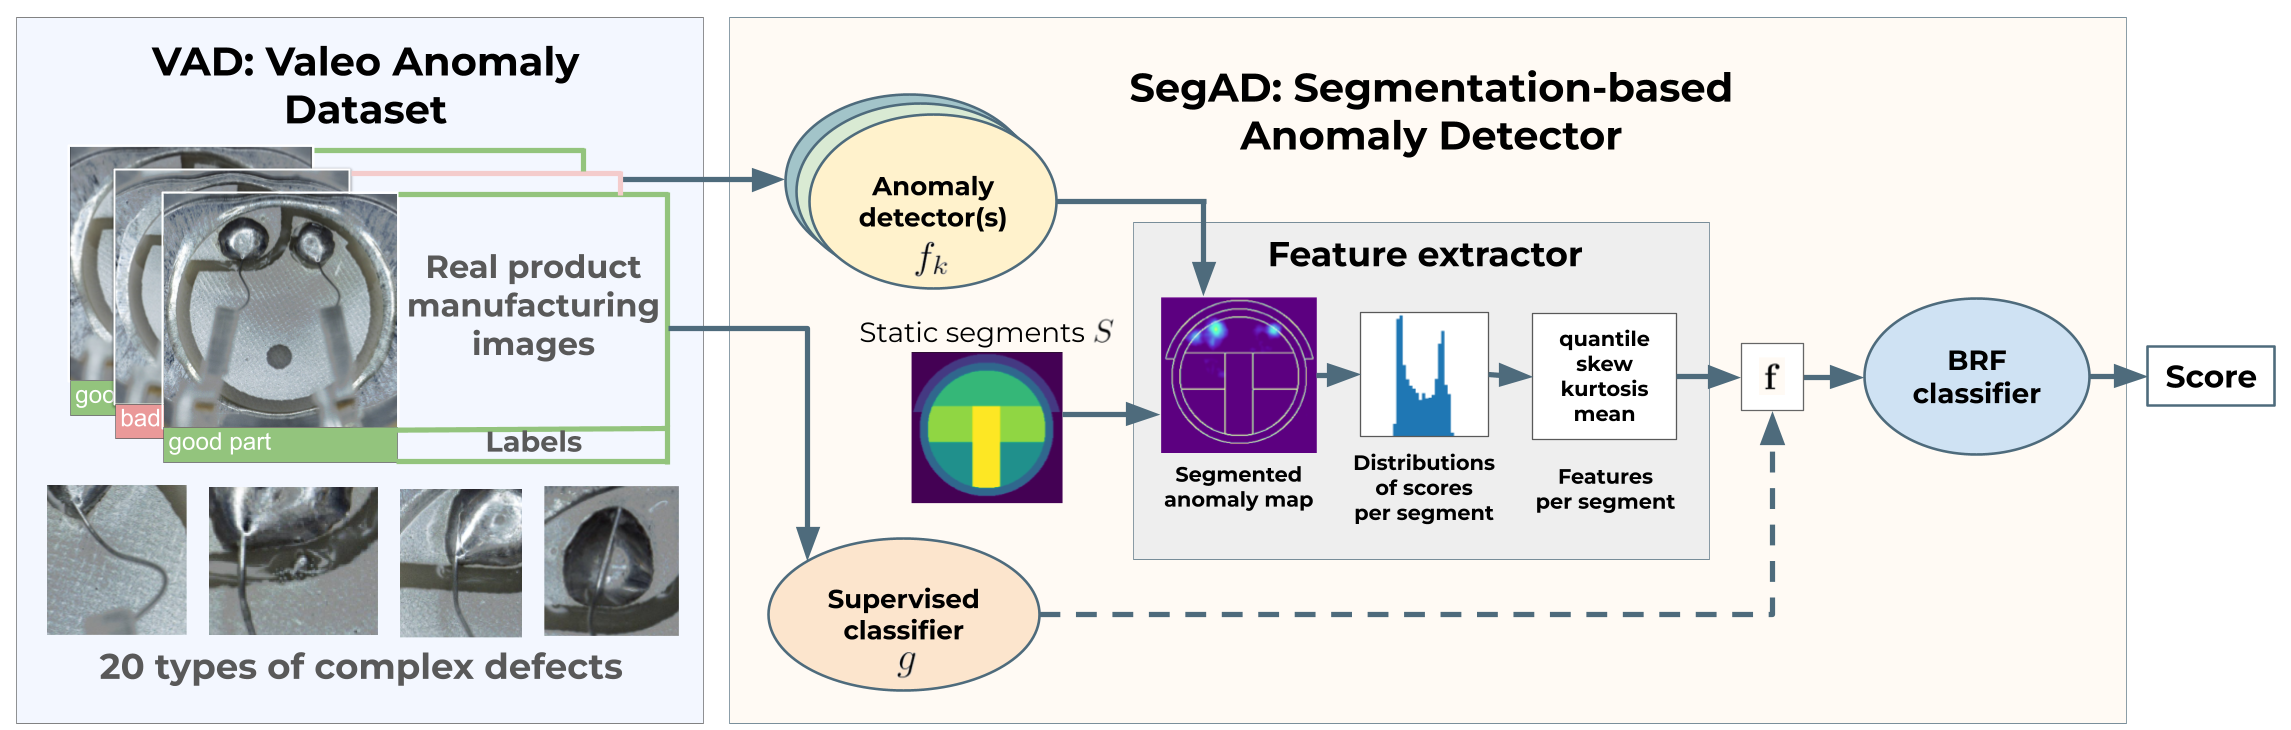 VAD: Valeo Anomaly
Dataset
Real product
manufacturing
images
goo
bad
good part
Labels
20 types of complex defects
SegAD: Segmentation-based
Anomaly Detector
Anomaly
detector(s)
f_k
Static segments S
Feature extractor
Segmented
anomaly map
Distributions
of scores
per segment
quantile
skew
kurtosis
mean
Features
per segment
f
BRF
classifier
Score
Supervised
classifier
g